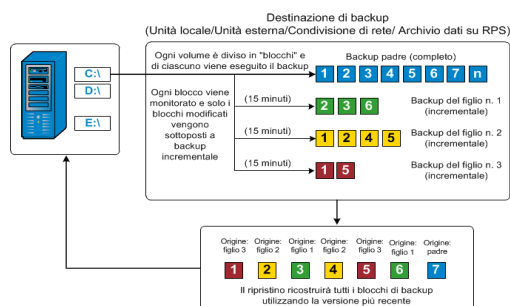 Destinazione di backup
(Unità locale/Unità esterna/Condivisione di rete/ Archivio dati su RPS)
C:\
D:\
E:\
Ogni volume è diviso in "blocchi" e
di ciascuno viene eseguito il backup
Backup padre (completo)
1 2 3 4 5 6 7 n
Ogni blocco viene
monitorato e solo i
blocchi modificati
vengono
sottoposti a
backup
incrementale
(15 minuti)
2 3 6
Backup del figlio n. 1
(incrementale)
(15 minuti)
1 2 4 5
Backup del figlio n. 2
(incrementale)
(15 minuti)
1 5
Backup del figlio n. 3
(incrementale)
Origine: Origine: Origine: Origine: Origine: Origine: Origine:
figlio 3 figlio 2 figlio 1 figlio 2 figlio 3 figlio 1 padre
1 2 3 4 5 6 7
Il ripristino ricostruirà tutti i blocchi di backup
utilizzando la versione più recente